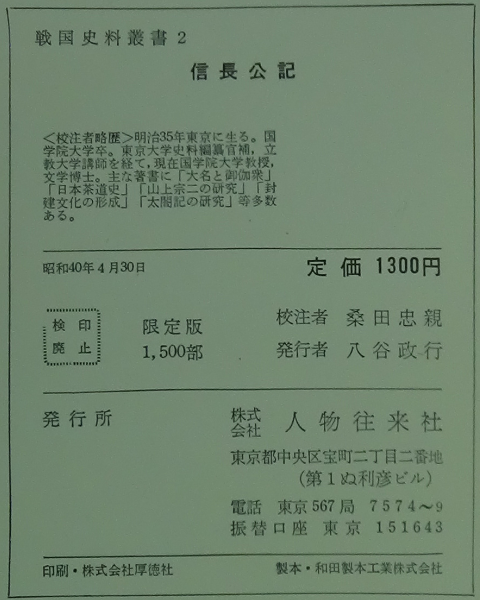 戦国史料叢書2
信長公記
<校注者略歴>明治35年東京に生る。国
学院大学卒。東京大学史料編纂官補，立
教大学講師を経て，現在国学院大学教授，
文学博士。主な著書に「大名と御伽衆」
「日本茶道史」「山上宗二の研究」「封
建文化の形成」「太閤記の研究」等多数
ある。
昭和40年4月30日
定価 1300円
検印
廃止
限定版
1,500部
校注者 桑田忠親
発行者 八谷政行
発行所
株式
会社 人物往来社
東京都中央区宝町二丁目二番地
(第1ぬ利彦ビル)
電話 東京567局 7574〜9
振替口座 東京 151643
印刷・株式会社厚徳社
製本・和田製本工業株式会社